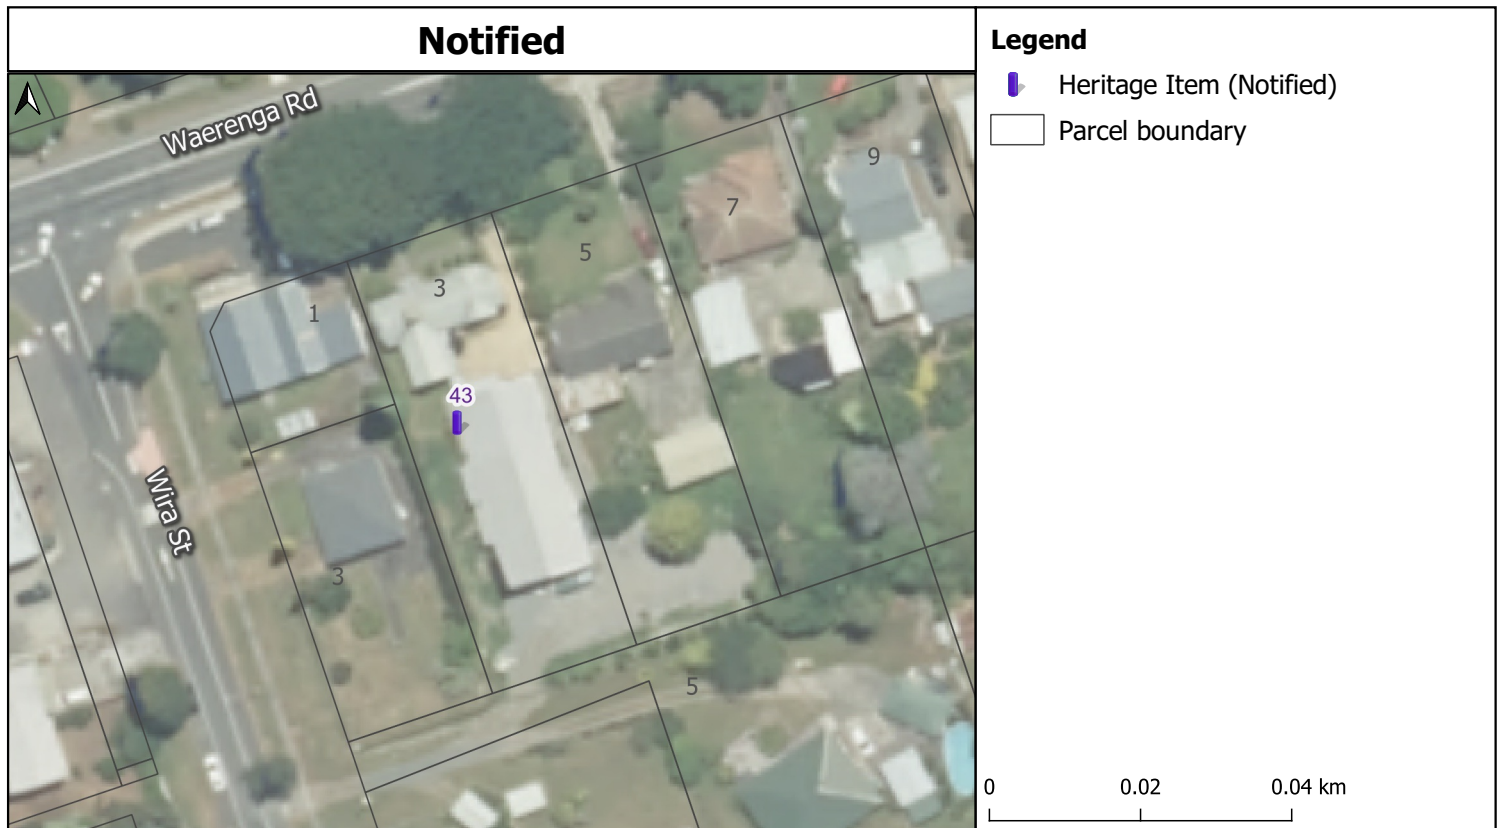 Notified
Legend
Heritage Item (Notified)
Parcel boundary
Waerenga Rd
9
7
5
3
1
43
Wira St
3
5
0 0.02 0.04 km